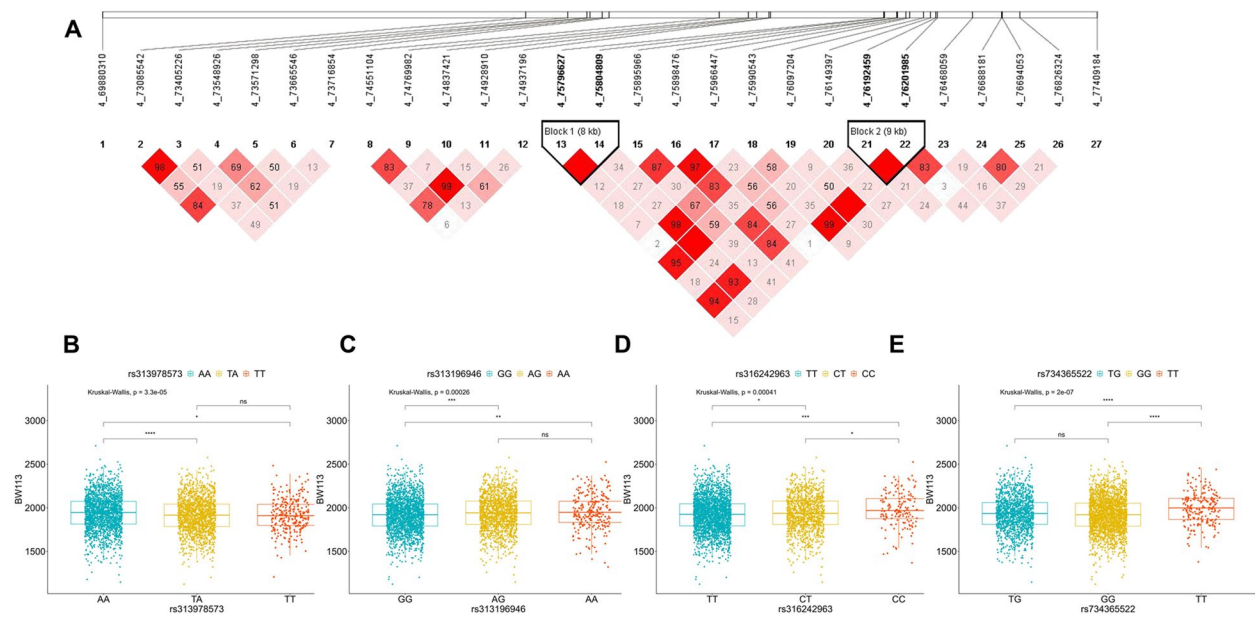 A
4_69880310
4_73085542
4_73405226
4_73548926
4_73571298
4_73665546
4_73716854
4_74551104
4_74769982
4_74837421
4_74928910
4_74937196
4_75796627
4_75804809
4_75895966
4_75898476
4_75966447
4_75990543
4_76097204
4_76149397
4_76192459
4_76201985
4_76468059
4_76688181
4_76694053
4_76826324
4_77409184
Block 1 (8 kb) Block 2 (9 kb)
1 2 3 4 5 6 7 8 9 10 11 12 13 14 15 16 17 18 19 20 21 22 23 24 25 26 27
98 51 69 50 13 83 7 15 26 34 87 97 23 58 9 36 83 24 80 21
55 19 62 19 37 99 61 12 30 83 56 50 22 21 3 16 29
84 37 51 78 13 18 27 67 35 56 35 27 24 44 37
49 6 7 98 59 84 27 99 30
2 39 84 1 9
95 24 13 41
18 93 41
94 28
15
B C D E
rs313978573 AA TA TT
rs313196946 GG AG AA
rs316242963 TT CT CC
rs734365522 TG GG TT
Kruskal-Wallis, p = 3.3e-05
ns
*
****
3000
2500
2000
1500
BW113
AA TA TT
rs313978573
Kruskal-Wallis, p = 0.00026
***
**
ns
3000
2500
2000
1500
BW113
GG AG AA
rs313196946
Kruskal-Wallis, p = 0.00041
*
***
*
3000
2500
2000
1500
BW113
TT CT CC
rs316242963
Kruskal-Wallis, p = 2e-07
****
****
ns
3000
2500
2000
1500
BW113
TG GG TT
rs734365522